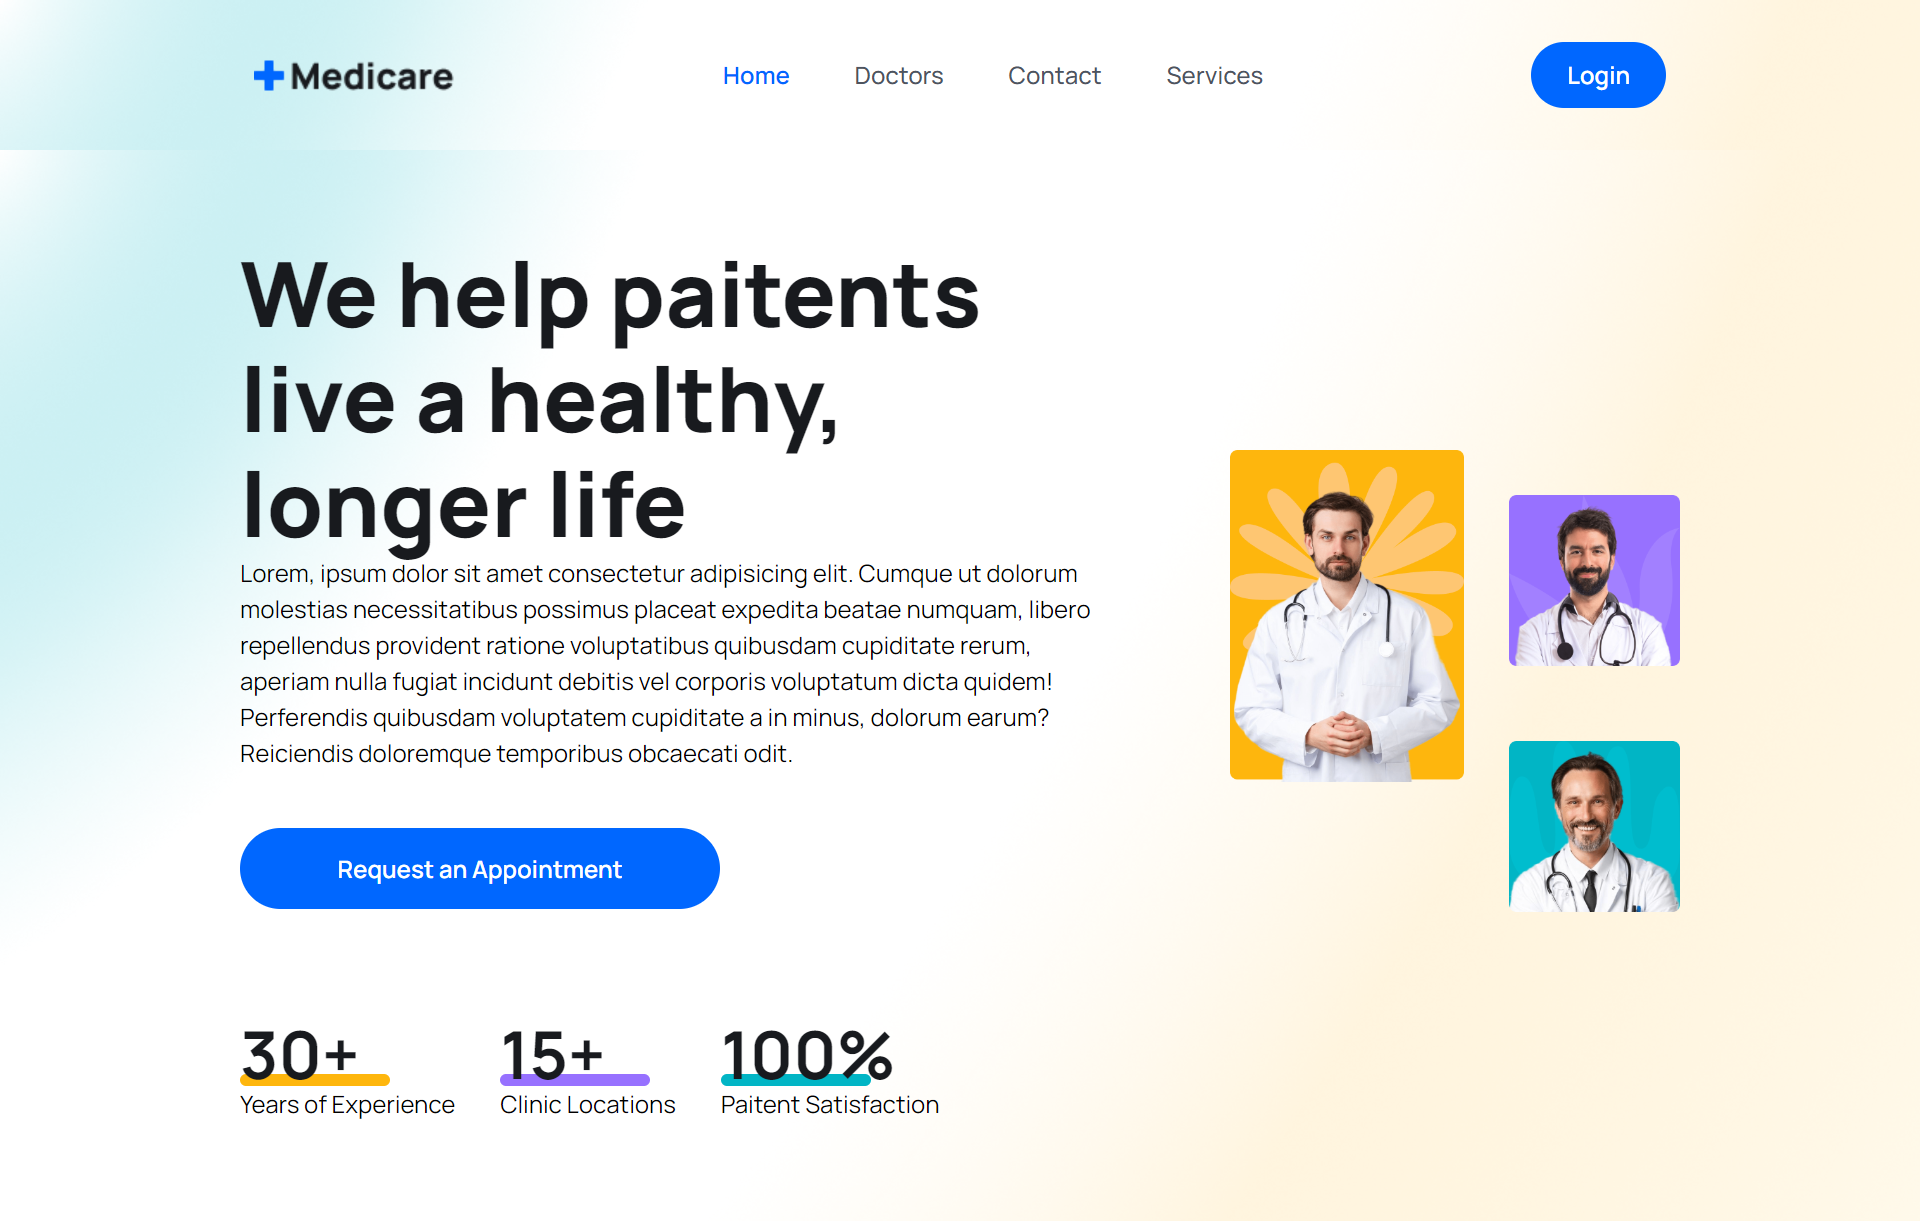 Medicare
Home Doctors Contact Services
Login
We help paitents
live a healthy,
longer life
Lorem, ipsum dolor sit amet consectetur adipisicing elit. Cumque ut dolorum
molestias necessitatibus possimus placeat expedita beatae numquam, libero
repellendus provident ratione voluptatibus quibusdam cupiditate rerum,
aperiam nulla fugiat incidunt debitis vel corporis voluptatum dicta quidem!
Perferendis quibusdam voluptatem cupiditate a in minus, dolorum earum?
Reiciendis doloremque temporibus obcaecati odit.
Request an Appointment
30+
Years of Experience
15+
Clinic Locations
100%
Paitent Satisfaction